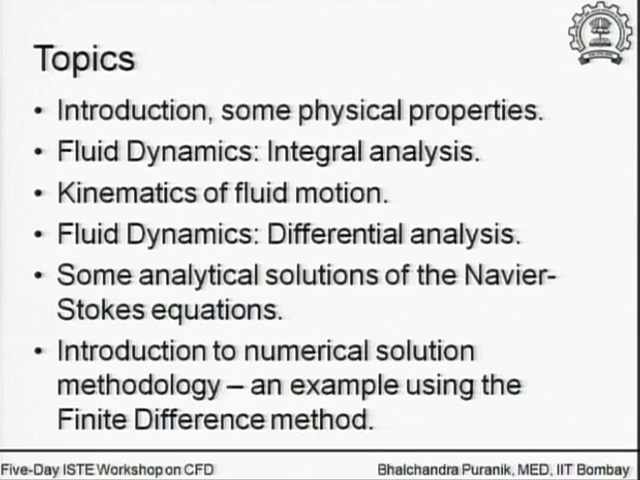 Topics
• Introduction, some physical properties.
• Fluid Dynamics: Integral analysis.
• Kinematics of fluid motion.
• Fluid Dynamics: Differential analysis.
• Some analytical solutions of the Navier-
Stokes equations.
• Introduction to numerical solution
methodology – an example using the
Finite Difference method.
Five-Day ISTE Workshop on CFD
Bhalchandra Puranik, MED, IIT Bombay